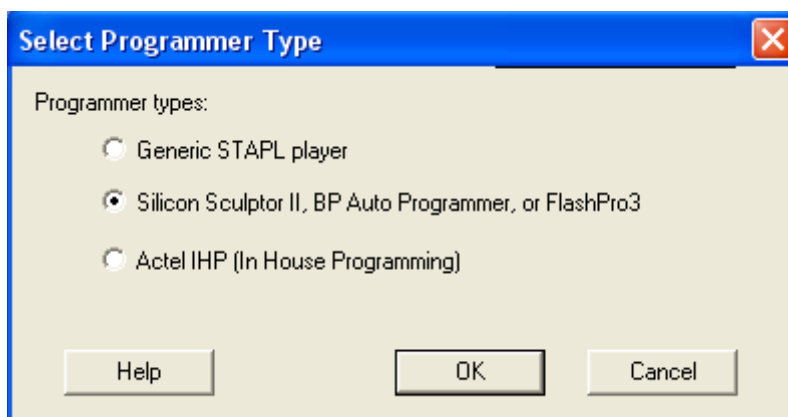 Select Programmer Type
Programmer types:
Generic STAPL player
Silicon Sculptor II, BP Auto Programmer, or FlashPro3
Actel IHP (In House Programming)
Help OK Cancel